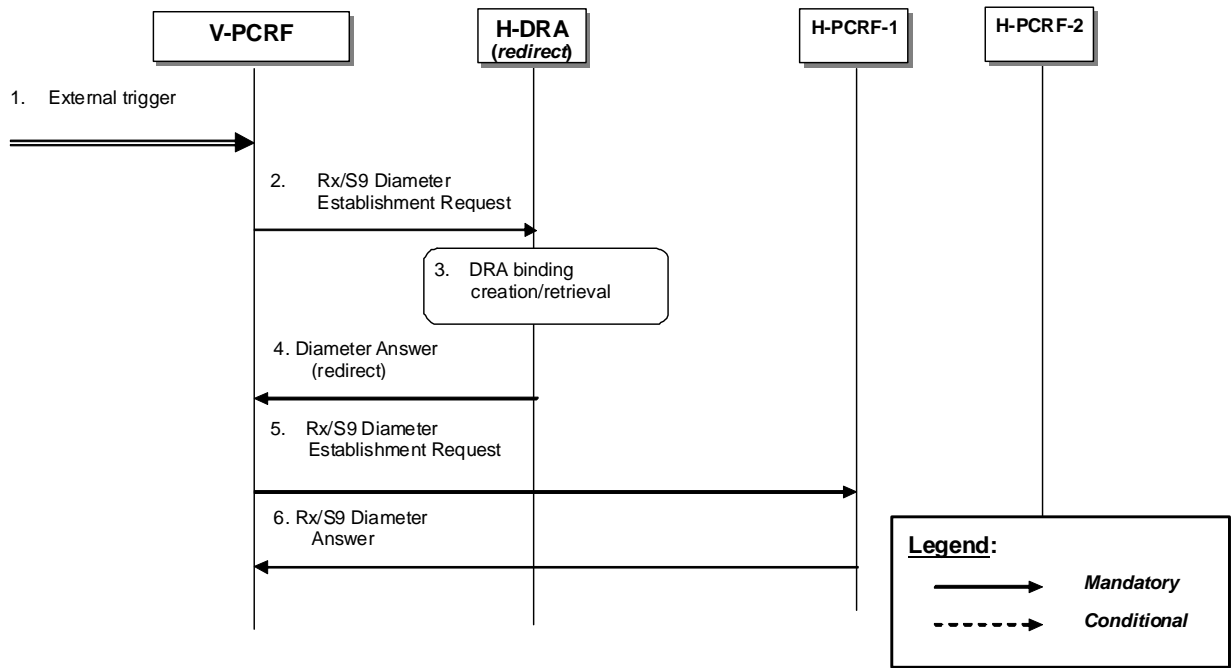 V-PCRF
H-DRA
(redirect)
H-PCRF-1
H-PCRF-2
1. External trigger
2. Rx/S9 Diameter
Establishment Request
3. DRA binding
creation/retrieval
4. Diameter Answer
(redirect)
5. Rx/S9 Diameter
Establishment Request
6. Rx/S9 Diameter
Answer
Legend:
Mandatory
Conditional